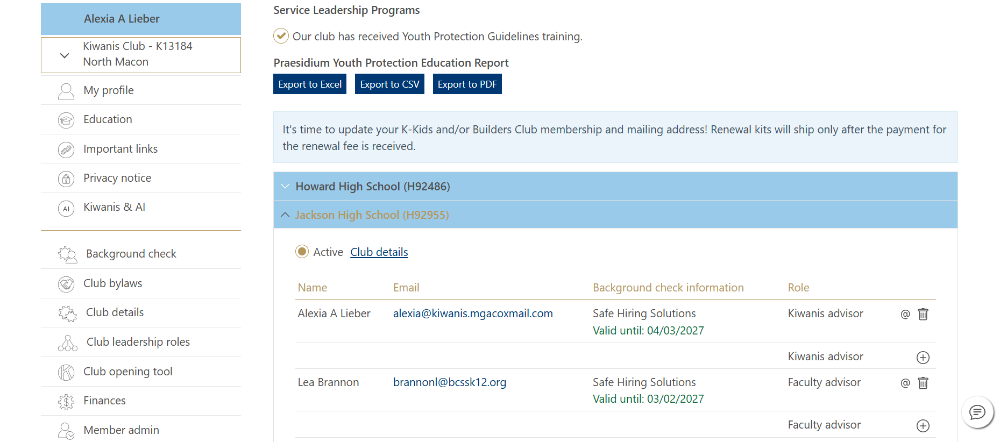 Alexia A Lieber
Kiwanis Club - K13184
North Macon
My profile
Education
Important links
Privacy notice
AI
Kiwanis & AI
Background check
Club bylaws
Club details
Club leadership roles
Club opening tool
Finances
Member admin
Service Leadership Programs
Our club has received Youth Protection Guidelines training.
Praesidium Youth Protection Education Report
Export to Excel Export to CSV Export to PDF
It's time to update your K-Kids and/or Builders Club membership and mailing address! Renewal kits will ship only after the payment for
the renewal fee is received.
Howard High School (H92486)
Jackson High School (H92955)
Active Club details
Name Email Background check information Role
Alexia A Lieber alexia@kiwanis.mgacoxmail.com Safe Hiring Solutions Kiwanis advisor @
Valid until: 04/03/2027
Kiwanis advisor
Lea Brannon brannonl@bcssk12.org Safe Hiring Solutions Faculty advisor @
Valid until: 03/02/2027
Faculty advisor